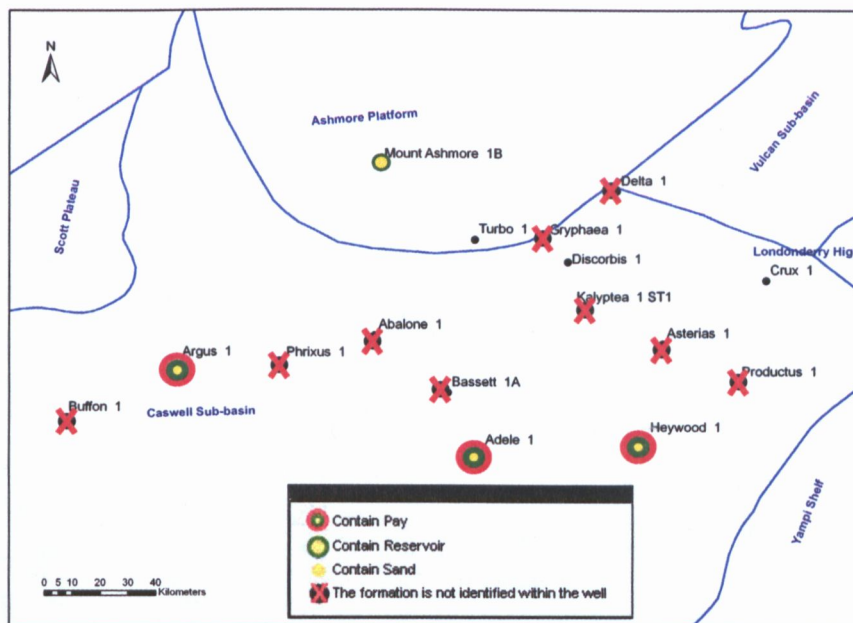 N
Ashmore Platform
Vulcan Sub-basin
Mount Ashmore 1B
Delta 1
Scott Plateau
Turbo 1
Gryphaea 1
Londonderry Hig
Discorbis 1
Crux 1
Kalyptea 1 ST1
Abalone 1
Asterias 1
Argus 1
Phrixus 1
Productus 1
Bassett 1A
Buffon 1
Caswell Sub-basin
Adele 1
Heywood 1
Yampi Shelf
Contain Pay
Contain Reservoir
Contain Sand
The formation is not identified within the well
0 5 10 20 30 40
Kilometers